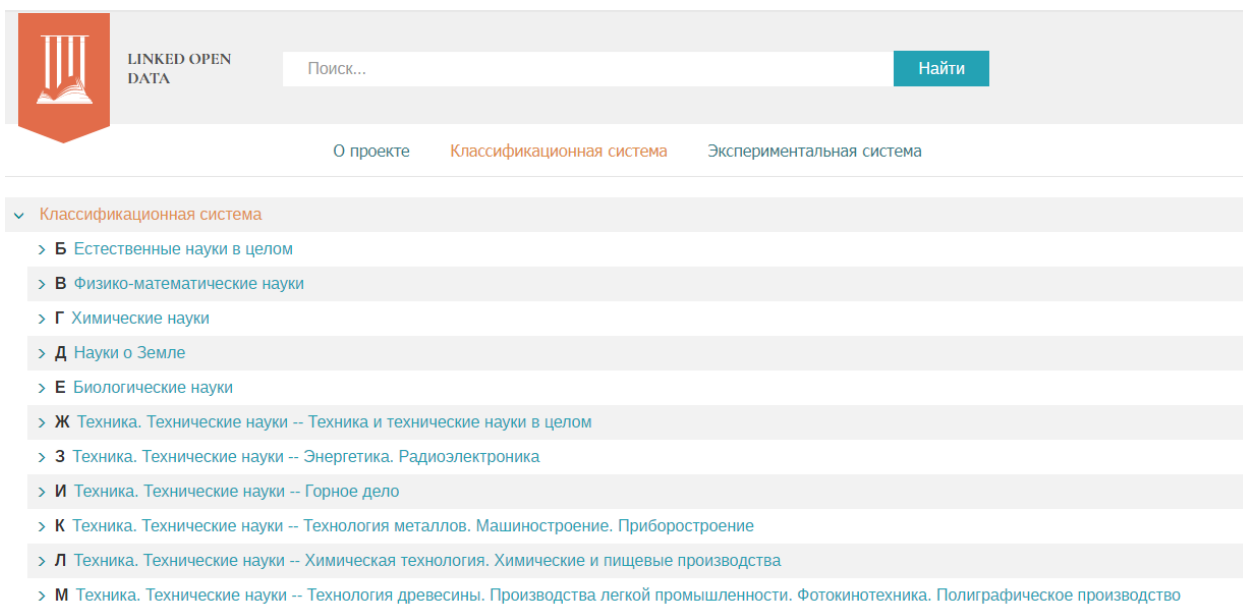 LINKED OPEN
DATA
Поиск...
Найти
О проекте Классификационная система Экспериментальная система
Классификационная система
Б Естественные науки в целом
В Физико-математические науки
Г Химические науки
Д Науки о Земле
Е Биологические науки
Ж Техника. Технические науки -- Техника и технические науки в целом
З Техника. Технические науки -- Энергетика. Радиоэлектроника
И Техника. Технические науки -- Горное дело
К Техника. Технические науки -- Технология металлов. Машиностроение. Приборостроение
Л Техника. Технические науки -- Химическая технология. Химические и пищевые производства
М Техника. Технические науки -- Технология древесины. Производства легкой промышленности. Фотокинотехника. Полиграфическое производство